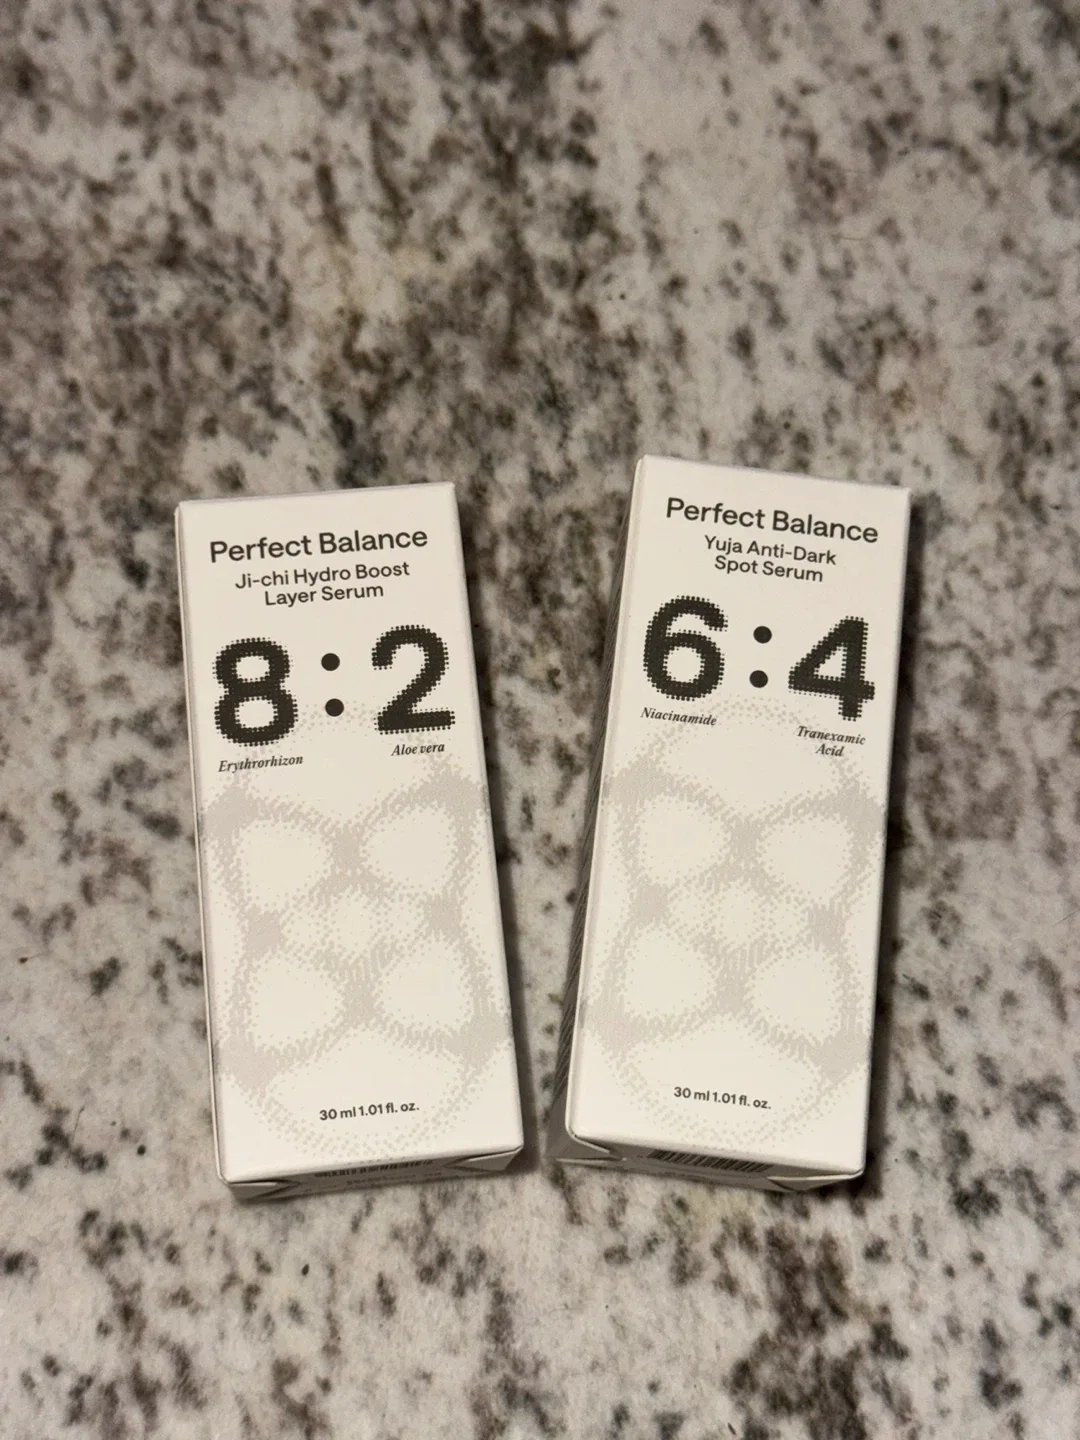 Perfect Balance
Ji-chi Hydro Boost
Layer Serum
8:2
Erythrorhizon
Aloe vera
30 ml 1.01 fl. oz.
Perfect Balance
Yuja Anti-Dark
Spot Serum
6:4
Niacinamide
Tranexamic
Acid
30 ml 1.01 fl. oz.